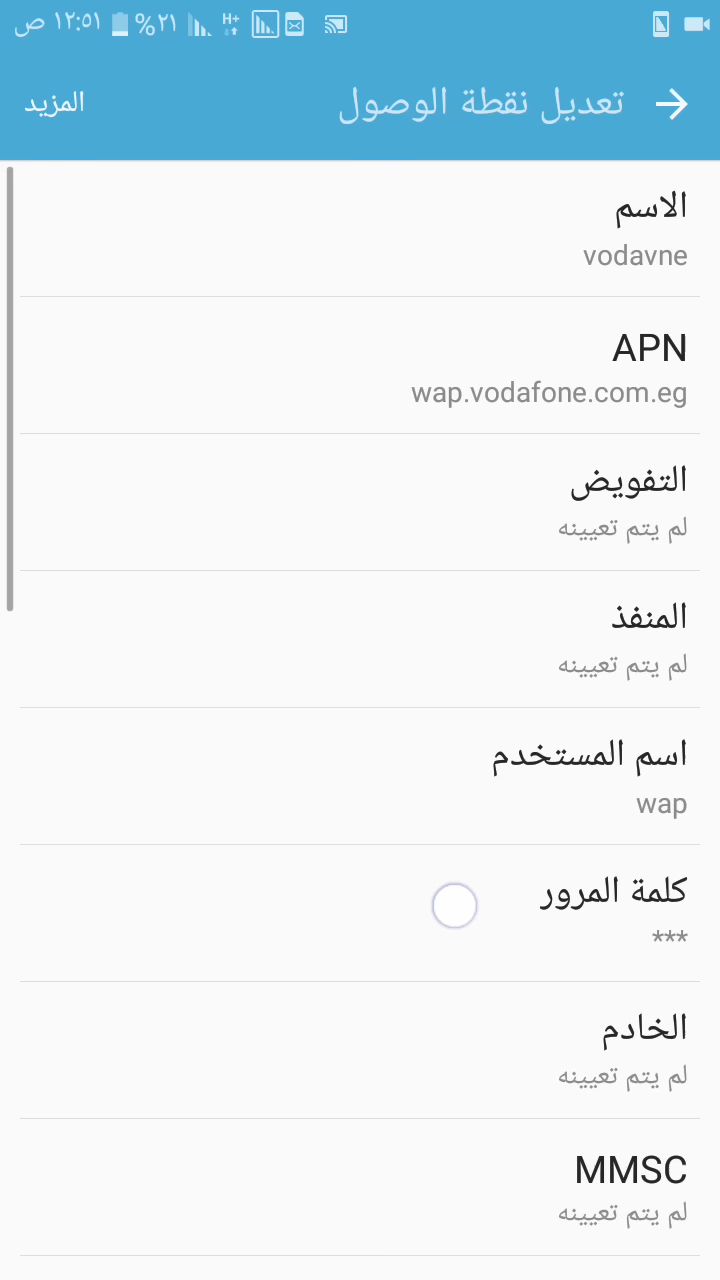 ١٢:٥١ ص
%٢١
H+
تعديل نقطة الوصول
المزيد
الاسم
vodavne
APN
wap.vodafone.com.eg
التفويض
لم يتم تعيينه
المنفذ
لم يتم تعيينه
اسم المستخدم
wap
كلمة المرور
***
الخادم
لم يتم تعيينه
MMSC
لم يتم تعيينه